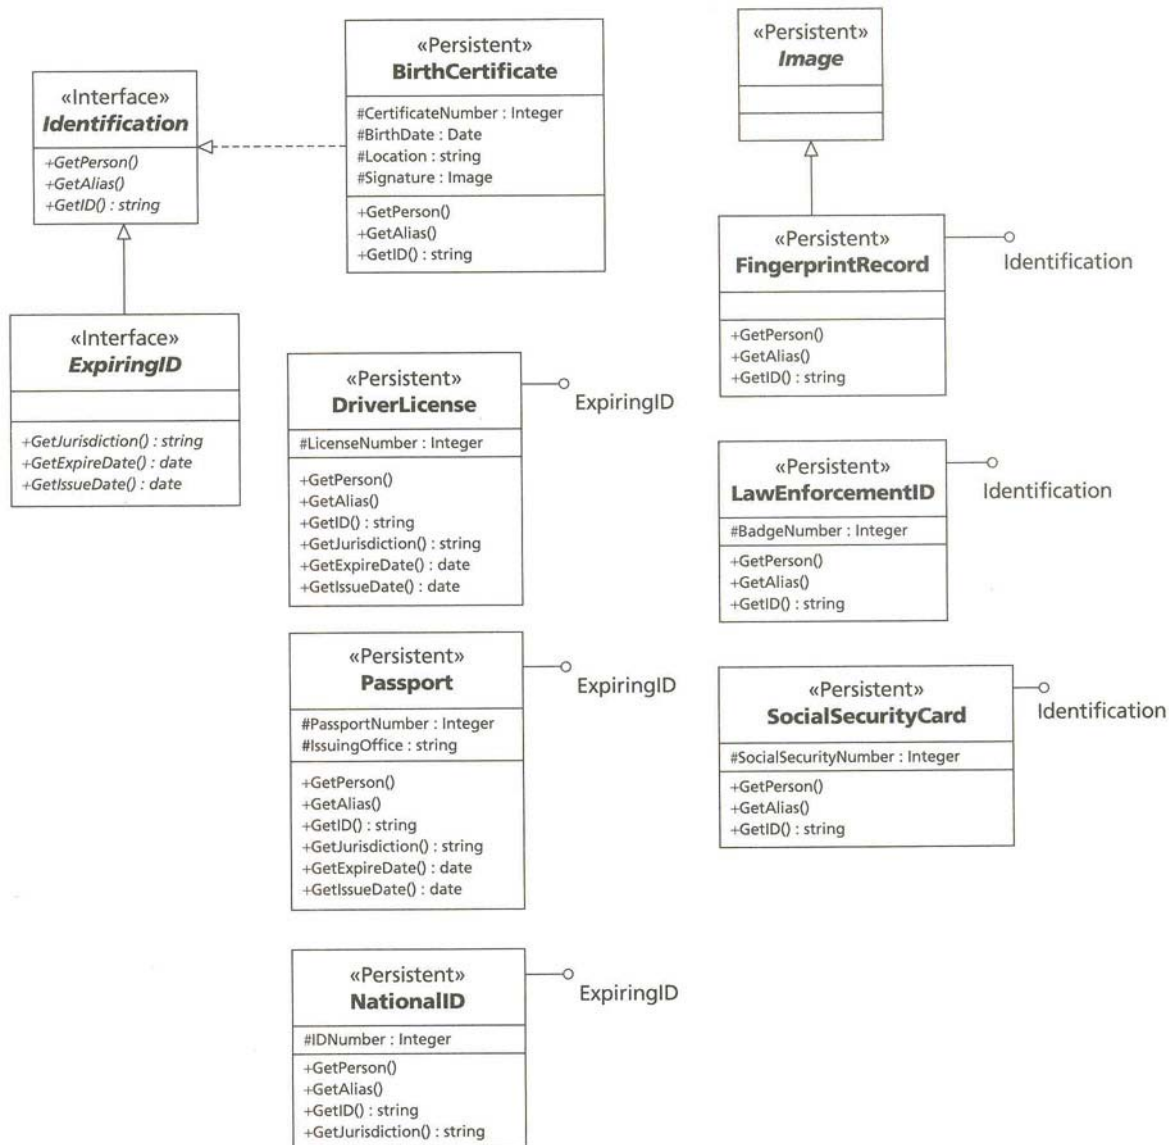 «Interface»
Identification
+GetPerson()
+GetAlias()
+GetID() : string
«Persistent»
BirthCertificate
#CertificateNumber : Integer
#BirthDate : Date
#Location : string
#Signature : Image
+GetPerson()
+GetAlias()
+GetID() : string
«Persistent»
Image
«Interface»
ExpiringID
+GetJurisdiction() : string
+GetExpireDate() : date
+GetIssueDate() : date
«Persistent»
FingerprintRecord
+GetPerson()
+GetAlias()
+GetID() : string
Identification
«Persistent»
DriverLicense
#LicenseNumber : Integer
+GetPerson()
+GetAlias()
+GetID() : string
+GetJurisdiction() : string
+GetExpireDate() : date
+GetIssueDate() : date
ExpiringID
«Persistent»
LawEnforcementID
#BadgeNumber : Integer
+GetPerson()
+GetAlias()
+GetID() : string
Identification
«Persistent»
Passport
#PassportNumber : Integer
#IssuingOffice : string
+GetPerson()
+GetAlias()
+GetID() : string
+GetJurisdiction() : string
+GetExpireDate() : date
+GetIssueDate() : date
ExpiringID
«Persistent»
SocialSecurityCard
#SocialSecurityNumber : Integer
+GetPerson()
+GetAlias()
+GetID() : string
Identification
«Persistent»
NationalID
#IDNumber : Integer
+GetPerson()
+GetAlias()
+GetID() : string
+GetJurisdiction() : string
ExpiringID